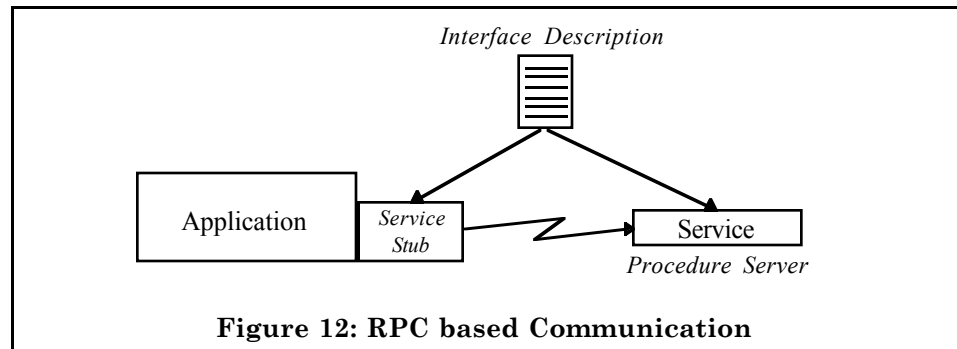 Interface Description
Application
Service
Stub
Service
Procedure Server
Figure 12: RPC based Communication